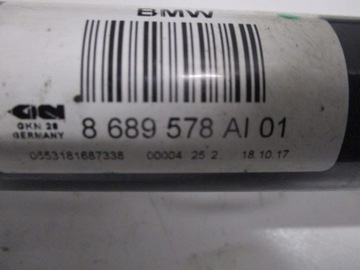 BMW
GKN
GKN 28
GERMANY
8 689 578 AI 01
0553181687338 00004 25 2 18.10.17